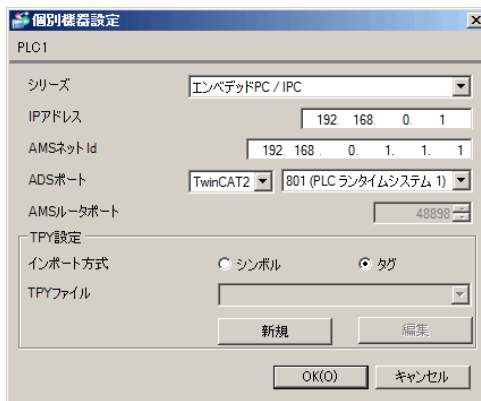 個別機器設定
PLC1
シリーズ エンベデッドPC / IPC
IPアドレス 192. 168. 0. 1
AMSネット Id 192. 168. 0. 1. 1. 1
ADSポート TwinCAT2 801 (PLC ランタイムシステム 1)
AMSルータポート 48898
TPY設定
インポート方式 シンボル タグ
TPYファイル
新規 編集
OK(O) キャンセル